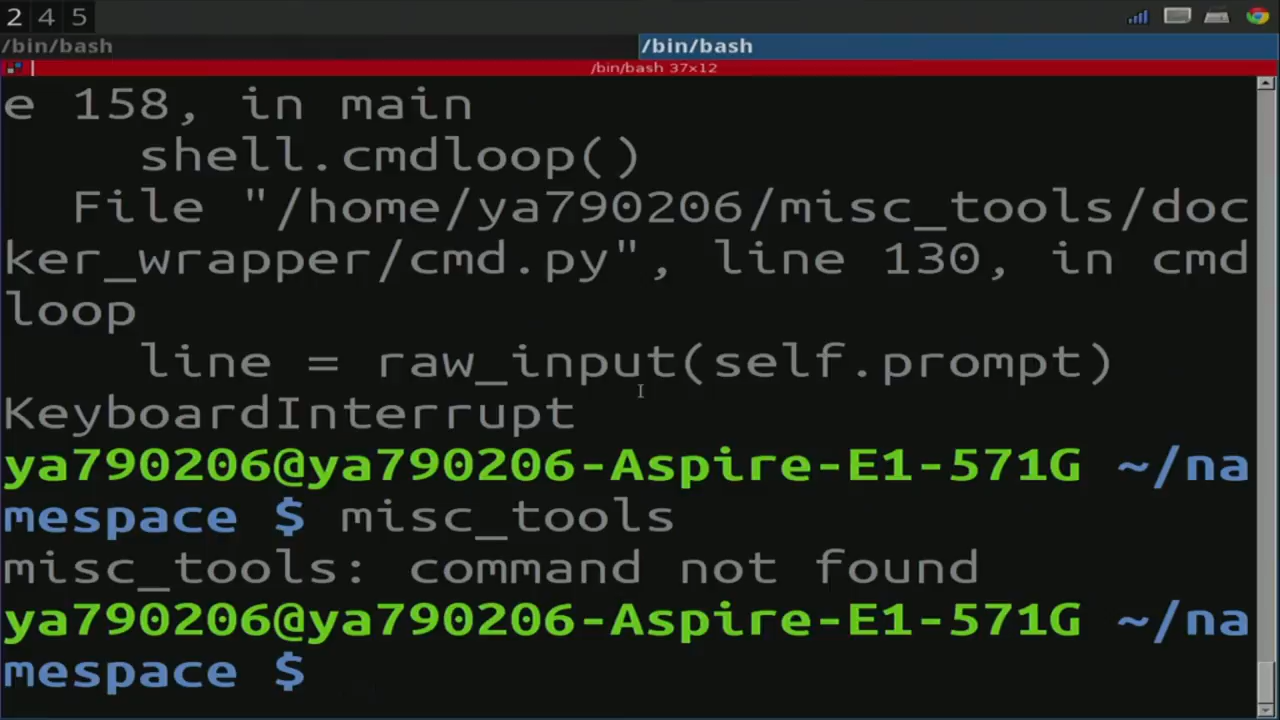 2 4 5
/bin/bash /bin/bash
/bin/bash 37×12
e 158, in main
shell.cmdloop()
File "/home/ya790206/misc_tools/doc
ker_wrapper/cmd.py", line 130, in cmd
loop
line = raw_input(self.prompt)
KeyboardInterrupt
ya790206@ya790206-Aspire-E1-571G ~/na
mespace $ misc_tools
misc_tools: command not found
ya790206@ya790206-Aspire-E1-571G ~/na
mespace $